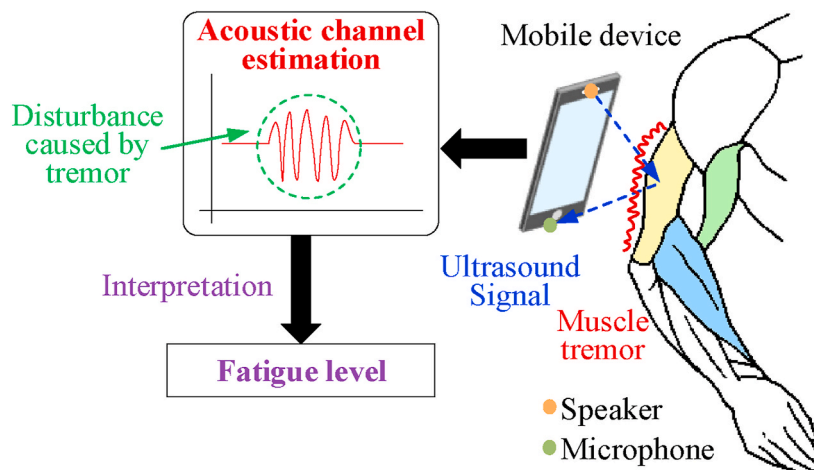 Acoustic channel
estimation
Disturbance
caused by
tremor
Mobile device
Ultrasound
Signal
Muscle
tremor
Interpretation
Fatigue level
Speaker
Microphone